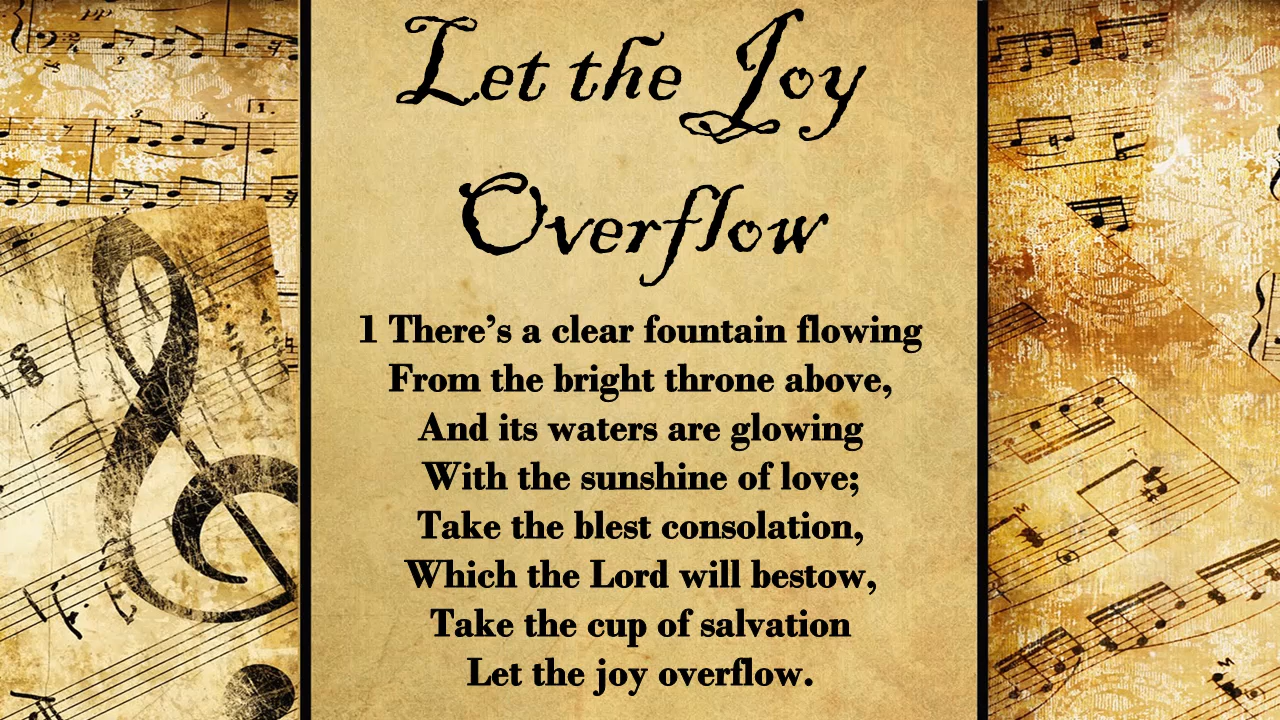 Let the Joy
Overflow
1 There’s a clear fountain flowing
From the bright throne above,
And its waters are glowing
With the sunshine of love;
Take the blest consolation,
Which the Lord will bestow,
Take the cup of salvation
Let the joy overflow.